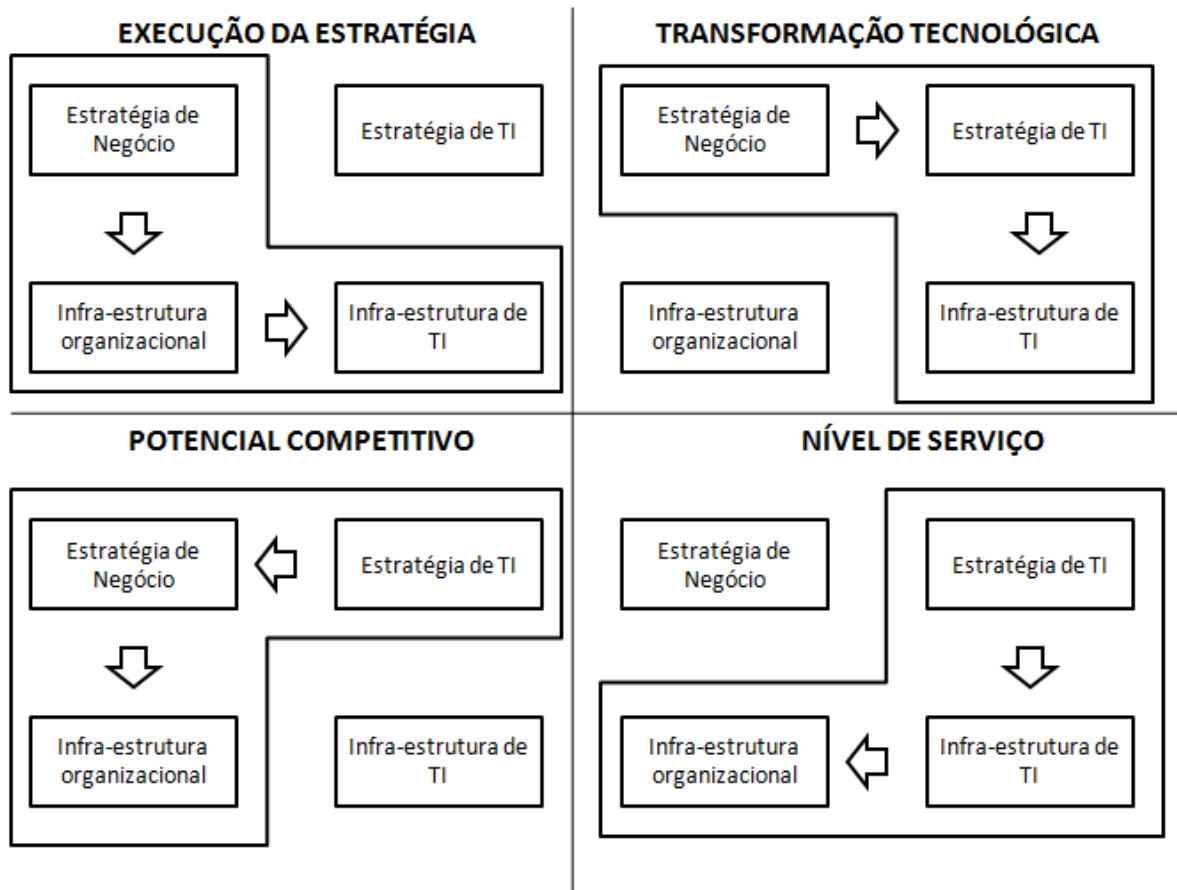 EXECUÇÃO DA ESTRATÉGIA
Estratégia de
Negócio
Estratégia de TI
Infra-estrutura
organizacional
Infra-estrutura de
TI
TRANSFORMAÇÃO TECNOLÓGICA
Estratégia de
Negócio
Estratégia de TI
Infra-estrutura
organizacional
Infra-estrutura de
TI
POTENCIAL COMPETITIVO
Estratégia de
Negócio
Estratégia de TI
Infra-estrutura
organizacional
Infra-estrutura de
TI
NÍVEL DE SERVIÇO
Estratégia de
Negócio
Estratégia de TI
Infra-estrutura
organizacional
Infra-estrutura de
TI